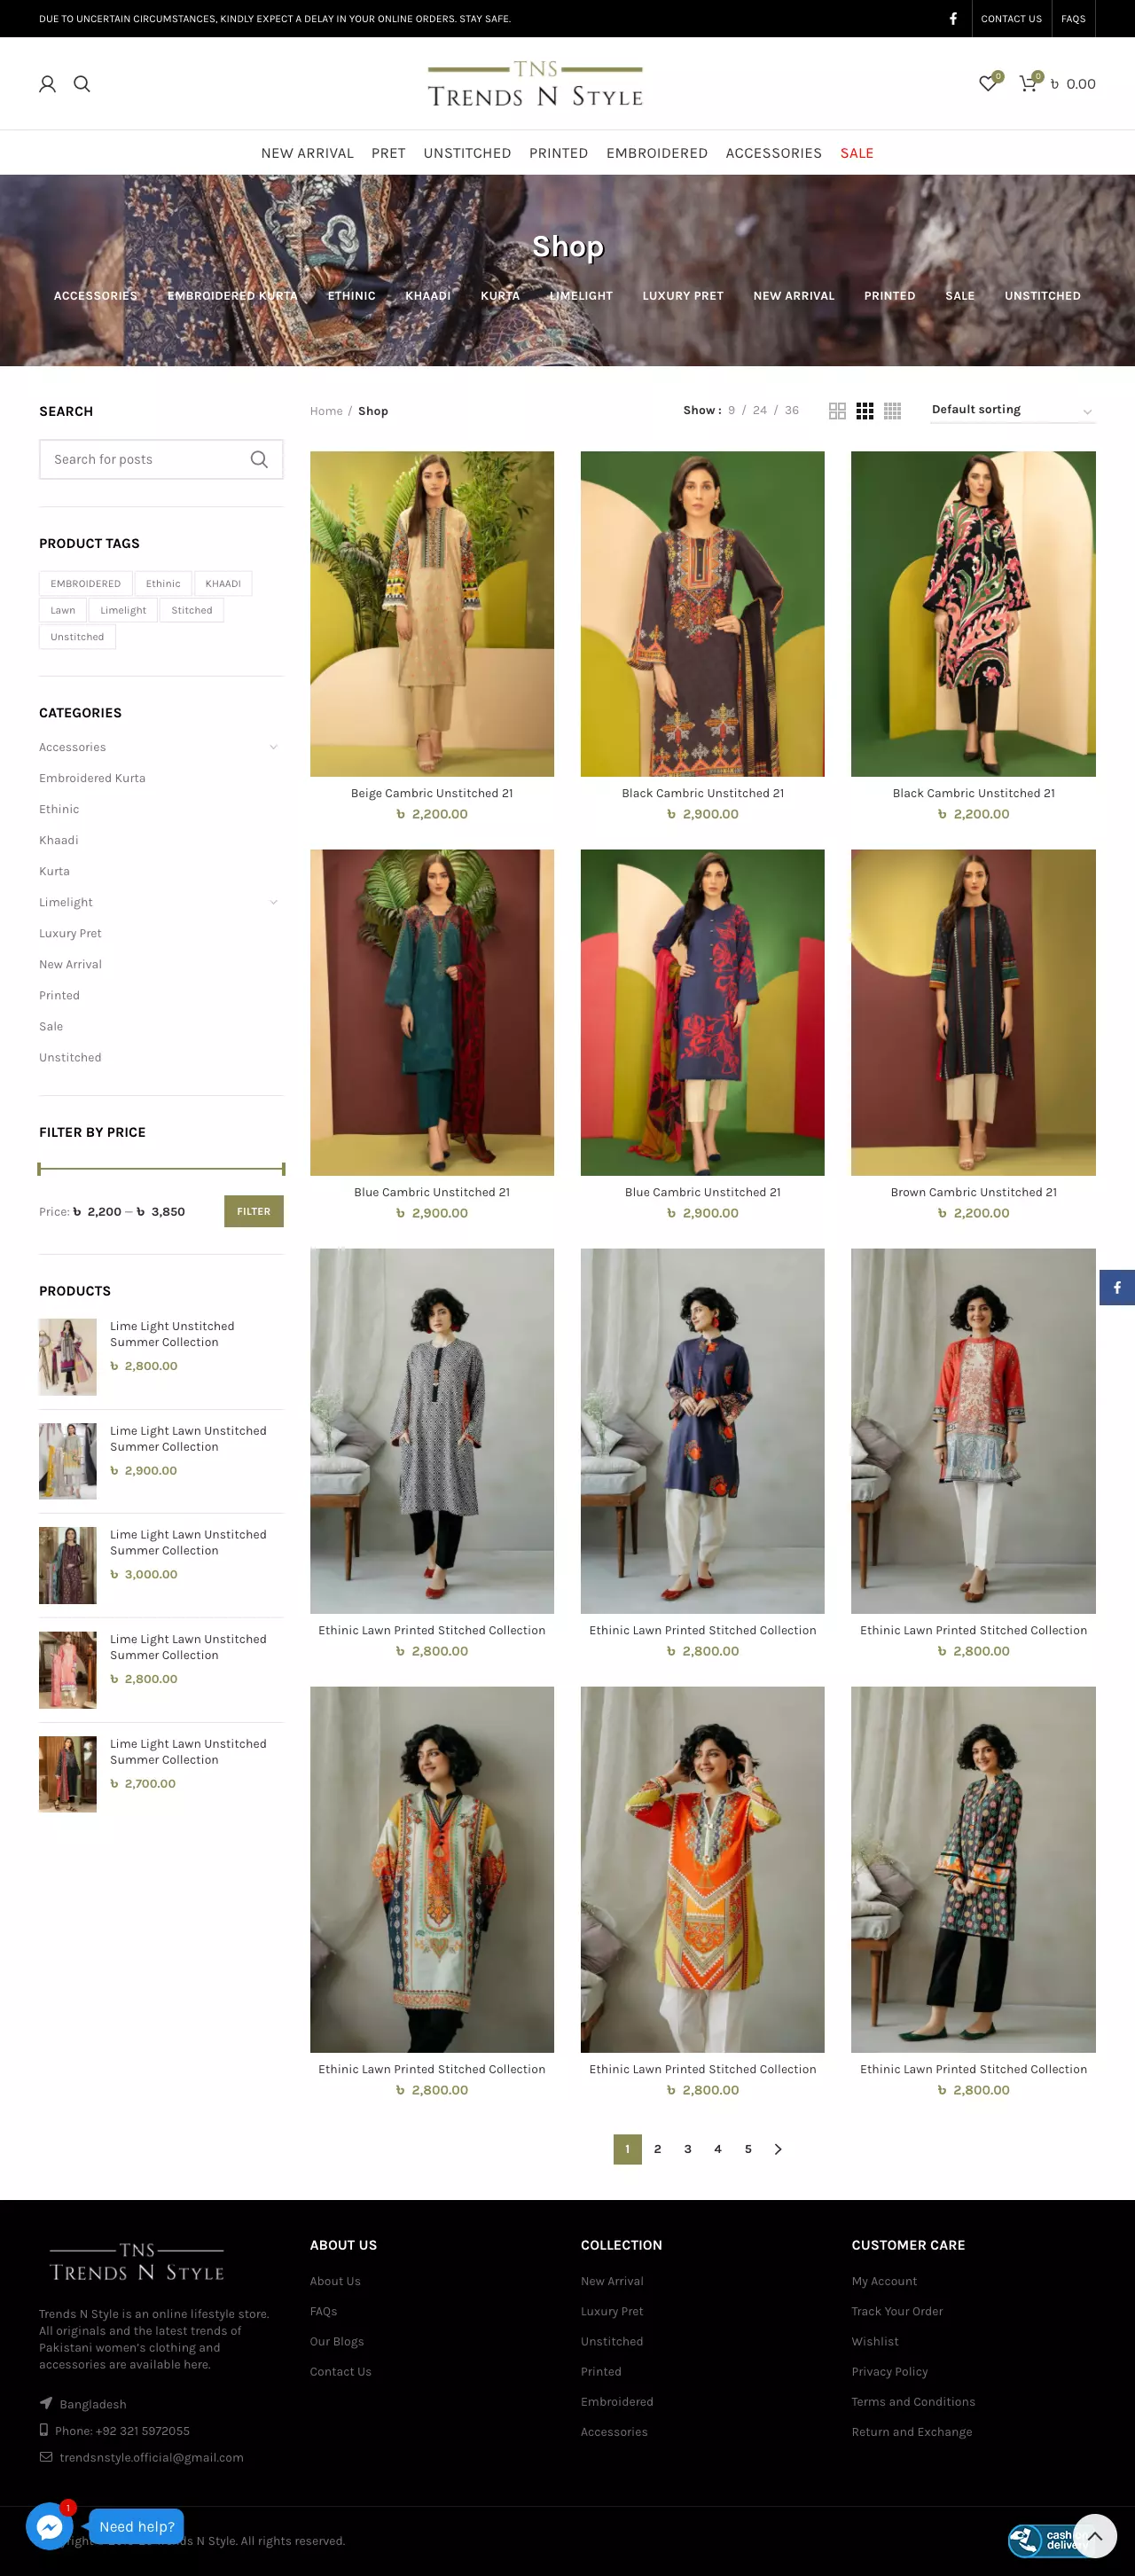 DUE TO UNCERTAIN CIRCUMSTANCES, KINDLY EXPECT A DELAY IN YOUR ONLINE ORDERS. STAY SAFE.
CONTACT US
FAQS
TNS
TRENDS N STYLE
0
0
৳ 0.00
NEW ARRIVAL PRET UNSTITCHED PRINTED EMBROIDERED ACCESSORIES SALE
Shop
ACCESSORIES EMBROIDERED KURTA ETHINIC KHAADI KURTA LIMELIGHT LUXURY PRET NEW ARRIVAL PRINTED SALE UNSTITCHED
SEARCH
Search for posts
PRODUCT TAGS
EMBROIDERED Ethinic KHAADI
Lawn Limelight Stitched
Unstitched
CATEGORIES
Accessories
Embroidered Kurta
Ethinic
Khaadi
Kurta
Limelight
Luxury Pret
New Arrival
Printed
Sale
Unstitched
FILTER BY PRICE
Price: ৳ 2,200 — ৳ 3,850
FILTER
PRODUCTS
Lime Light Unstitched
Summer Collection
৳ 2,800.00
Lime Light Lawn Unstitched
Summer Collection
৳ 2,900.00
Lime Light Lawn Unstitched
Summer Collection
৳ 3,000.00
Lime Light Lawn Unstitched
Summer Collection
৳ 2,800.00
Lime Light Lawn Unstitched
Summer Collection
৳ 2,700.00
Home / Shop
Show : 9 / 24 / 36
Default sorting
Beige Cambric Unstitched 21
৳ 2,200.00
Black Cambric Unstitched 21
৳ 2,900.00
Black Cambric Unstitched 21
৳ 2,200.00
Blue Cambric Unstitched 21
৳ 2,900.00
Blue Cambric Unstitched 21
৳ 2,900.00
Brown Cambric Unstitched 21
৳ 2,200.00
Ethinic Lawn Printed Stitched Collection
৳ 2,800.00
Ethinic Lawn Printed Stitched Collection
৳ 2,800.00
Ethinic Lawn Printed Stitched Collection
৳ 2,800.00
Ethinic Lawn Printed Stitched Collection
৳ 2,800.00
Ethinic Lawn Printed Stitched Collection
৳ 2,800.00
Ethinic Lawn Printed Stitched Collection
৳ 2,800.00
1 2 3 4 5
TNS
TRENDS N STYLE
Trends N Style is an online lifestyle store.
All originals and the latest trends of
Pakistani women's clothing and
accessories are available here.
Bangladesh
Phone: +92 321 5972055
trendsnstyle.official@gmail.com
ABOUT US
About Us
FAQs
Our Blogs
Contact Us
COLLECTION
New Arrival
Luxury Pret
Unstitched
Printed
Embroidered
Accessories
CUSTOMER CARE
My Account
Track Your Order
Wishlist
Privacy Policy
Terms and Conditions
Return and Exchange
1
Need help?
N Style. All rights reserved.
cash
delivery